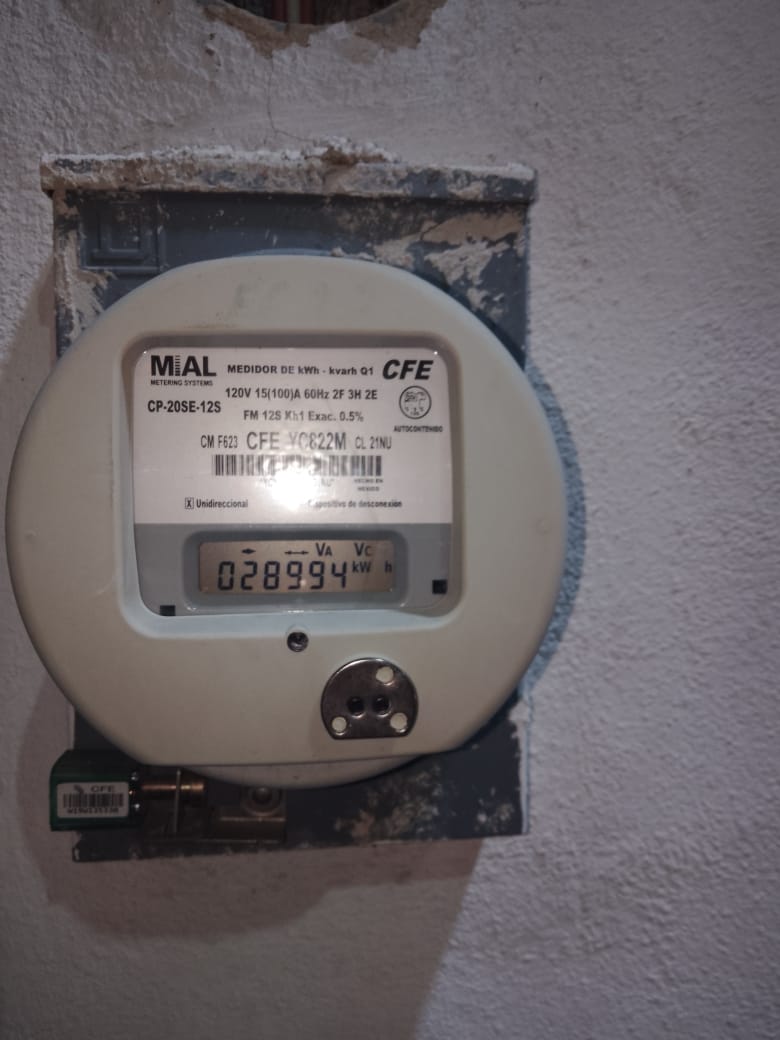 MiAL
METERING SYSTEMS
MEDIDOR DE kWh - kvarh Q1
CFE
120V 15(100)A 60Hz 2F 3H 2E
CP-20SE-12S
FM 12S Kh1 Exac. 0.5%
AUTOCONTENIDO
CM F623 CFE YC822M CL 21NU
HECHO EN
MEXICO
X Unidireccional
de desconexión
VA VC
028994 kW h
CFE